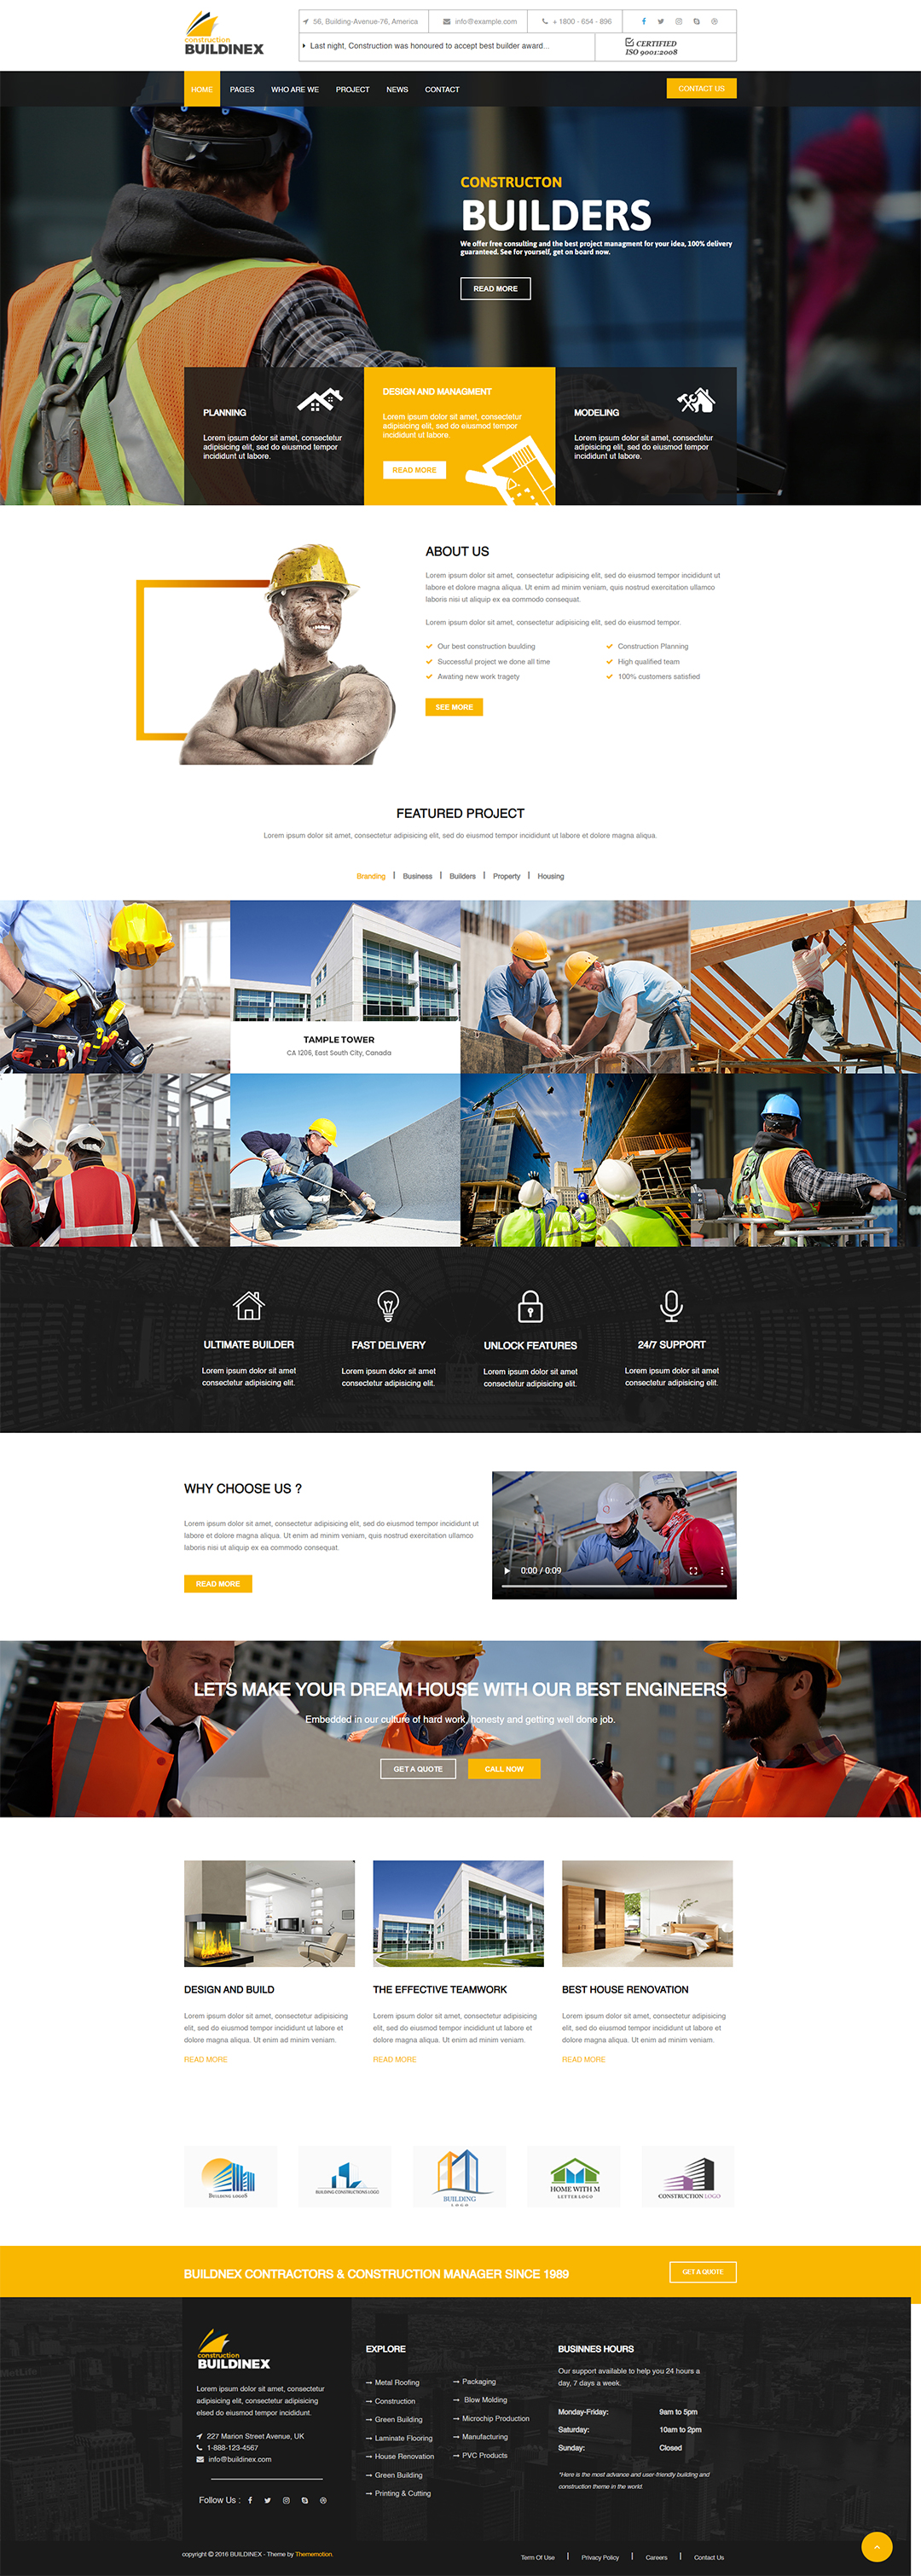 construction
BUILDINEX
56, Building-Avenue-76, America
info@example.com
+ 1800 - 654 - 896
Last night, Construction was honoured to accept best builder award...
CERTIFIED
ISO 9001:2008
HOME
PAGES
WHO ARE WE
PROJECT
NEWS
CONTACT
CONTACT US
CONSTRUCTON
BUILDERS
We offer free consulting and the best project managment for your idea, 100% delivery
guaranteed. See for yourself, get on board now.
READ MORE
PLANNING
Lorem ipsum dolor sit amet, consectetur
adipisicing elit, sed do eiusmod tempor
incididunt ut labore.
DESIGN AND MANAGMENT
Lorem ipsum dolor sit amet, consectetur
adipisicing elit, sed do eiusmod tempor
incididunt ut labore.
READ MORE
MODELING
Lorem ipsum dolor sit amet, consectetur
adipisicing elit, sed do eiusmod tempor
incididunt ut labore.
ABOUT US
Lorem ipsum dolor sit amet, consectetur adipisicing elit, sed do eiusmod tempor incididunt ut
labore et dolore magna aliqua. Ut enim ad minim veniam, quis nostrud exercitation ullamco
laboris nisi ut aliquip ex ea commodo consequat.
Lorem ipsum dolor sit amet, consectetur adipisicing elit, sed do eiusmod tempor.
Our best construction buulding
Construction Planning
Successful project we done all time
High qualified team
Awating new work tragety
100% customers satisfied
SEE MORE
FEATURED PROJECT
Lorem ipsum dolor sit amet, consectetur adipisicing elit, sed do eiusmod tempor incididunt ut labore et dolore magna aliqua.
Branding | Business | Builders | Property | Housing
TAMPLE TOWER
CA 1206, East South City, Canada
ULTIMATE BUILDER
Lorem ipsum dolor sit amet
consectetur adipisicing elit.
FAST DELIVERY
Lorem ipsum dolor sit amet
consectetur adipisicing elit.
UNLOCK FEATURES
Lorem ipsum dolor sit amet
consectetur adipisicing elit.
24/7 SUPPORT
Lorem ipsum dolor sit amet
consectetur adipisicing elit.
WHY CHOOSE US ?
Lorem ipsum dolor sit amet, consectetur adipisicing elit, sed do eiusmod tempor incididunt ut
labore et dolore magna aliqua. Ut enim ad minim veniam, quis nostrud exercitation ullamco
laboris nisi ut aliquip ex ea commodo consequat.
READ MORE
0:00 / 0:09
LETS MAKE YOUR DREAM HOUSE WITH OUR BEST ENGINEERS
Embedded in our culture of hard work, honesty and getting well done job.
GET A QUOTE
CALL NOW
DESIGN AND BUILD
Lorem ipsum dolor sit amet, consectetur adipisicing
elit, sed do eiusmod tempor incididunt ut labore et
dolore magna aliqua. Ut enim ad minim veniam.
READ MORE
THE EFFECTIVE TEAMWORK
Lorem ipsum dolor sit amet, consectetur adipisicing
elit, sed do eiusmod tempor incididunt ut labore et
dolore magna aliqua. Ut enim ad minim veniam.
READ MORE
BEST HOUSE RENOVATION
Lorem ipsum dolor sit amet, consectetur adipisicing
elit, sed do eiusmod tempor incididunt ut labore et
dolore magna aliqua. Ut enim ad minim veniam.
READ MORE
BUILDING LOGOS
BUILDING CONSTRUCTIONS LOGO
BUILDING
LOGO
HOME WITH M
LETTER LOGO
CONSTRUCTION LOGO
BUILDNEX CONTRACTORS & CONSTRUCTION MANAGER SINCE 1989
GET A QUOTE
construction
BUILDINEX
Lorem ipsum dolor sit amet, consectetur
adipisicing elit, consectetur adipisicing
elsed do eiusmod tempor incididunt.
227 Marion Street Avenue, UK
1-888-123-4567
info@buildinex.com
Follow Us :
EXPLORE
Metal Roofing
Construction
Green Building
Laminate Flooring
House Renovation
Green Building
Printing & Cutting
Packaging
Blow Molding
Microchip Production
Manufacturing
PVC Products
BUSINNES HOURS
Our support available to help you 24 hours a
day, 7 days a week.
Monday-Friday: 9am to 5pm
Saturday: 10am to 2pm
Sunday: Closed
"Here is the most advance and user-friendly building and
construction theme in the world.
copyright © 2016 BUILDINEX - Theme by Thememotion
Term Of Use | Privacy Policy | Careers | Contact Us